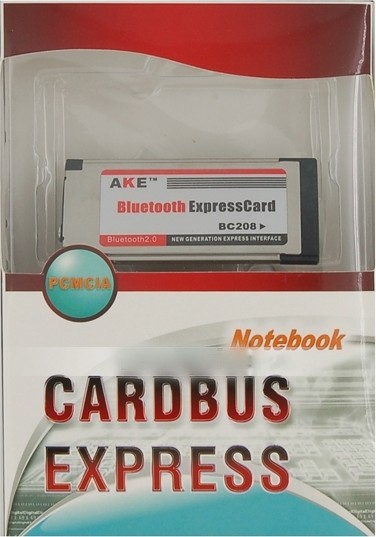 AKE™
Bluetooth ExpressCard
BC208
Bluetooth2.0
NEW GENERATION EXPRESS INTERFACE
PCMCIA
Notebook
CARDBUS
EXPRESS